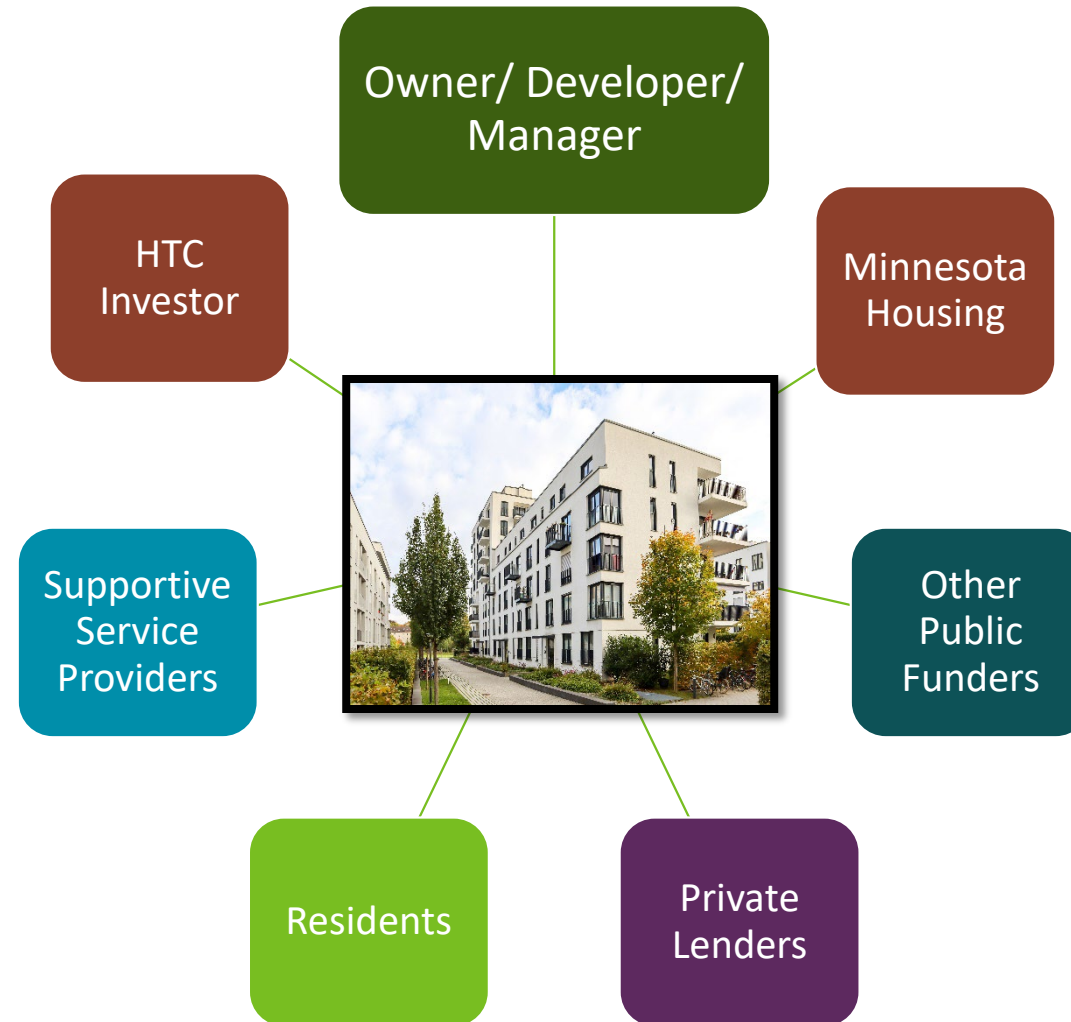 Owner/ Developer/
Manager
HTC
Investor
Minnesota
Housing
Supportive
Service
Providers
Other
Public
Funders
Residents
Private
Lenders